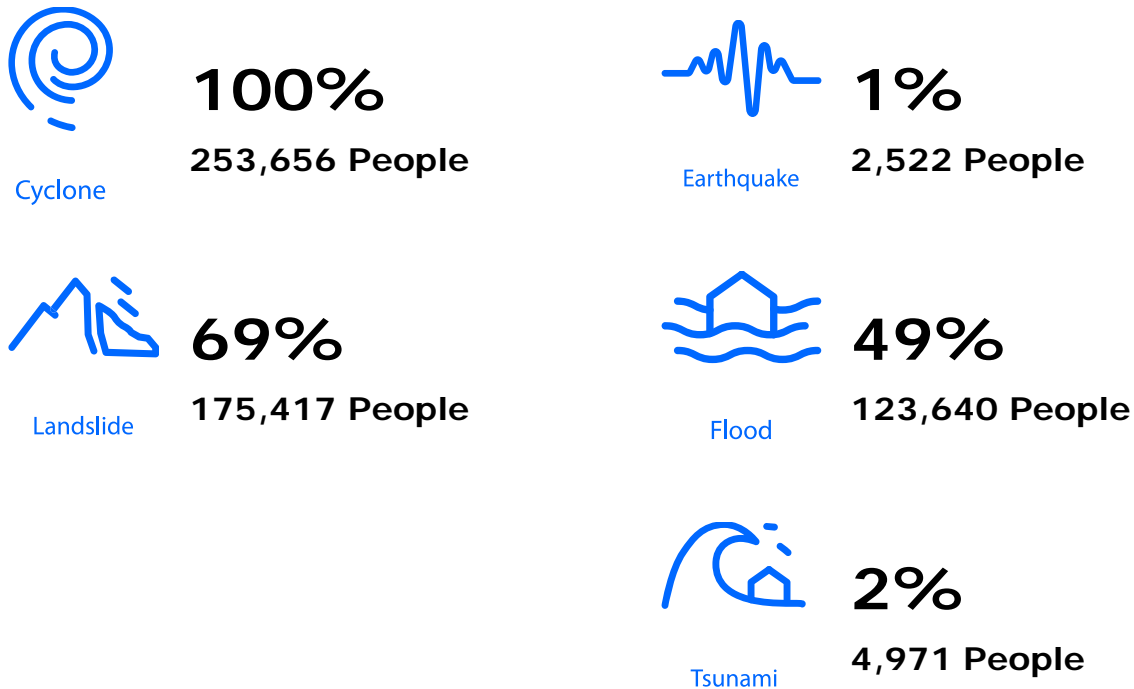 100%
253,656 People
Cyclone
1%
2,522 People
Earthquake
69%
175,417 People
Landslide
49%
123,640 People
Flood
2%
4,971 People
Tsunami